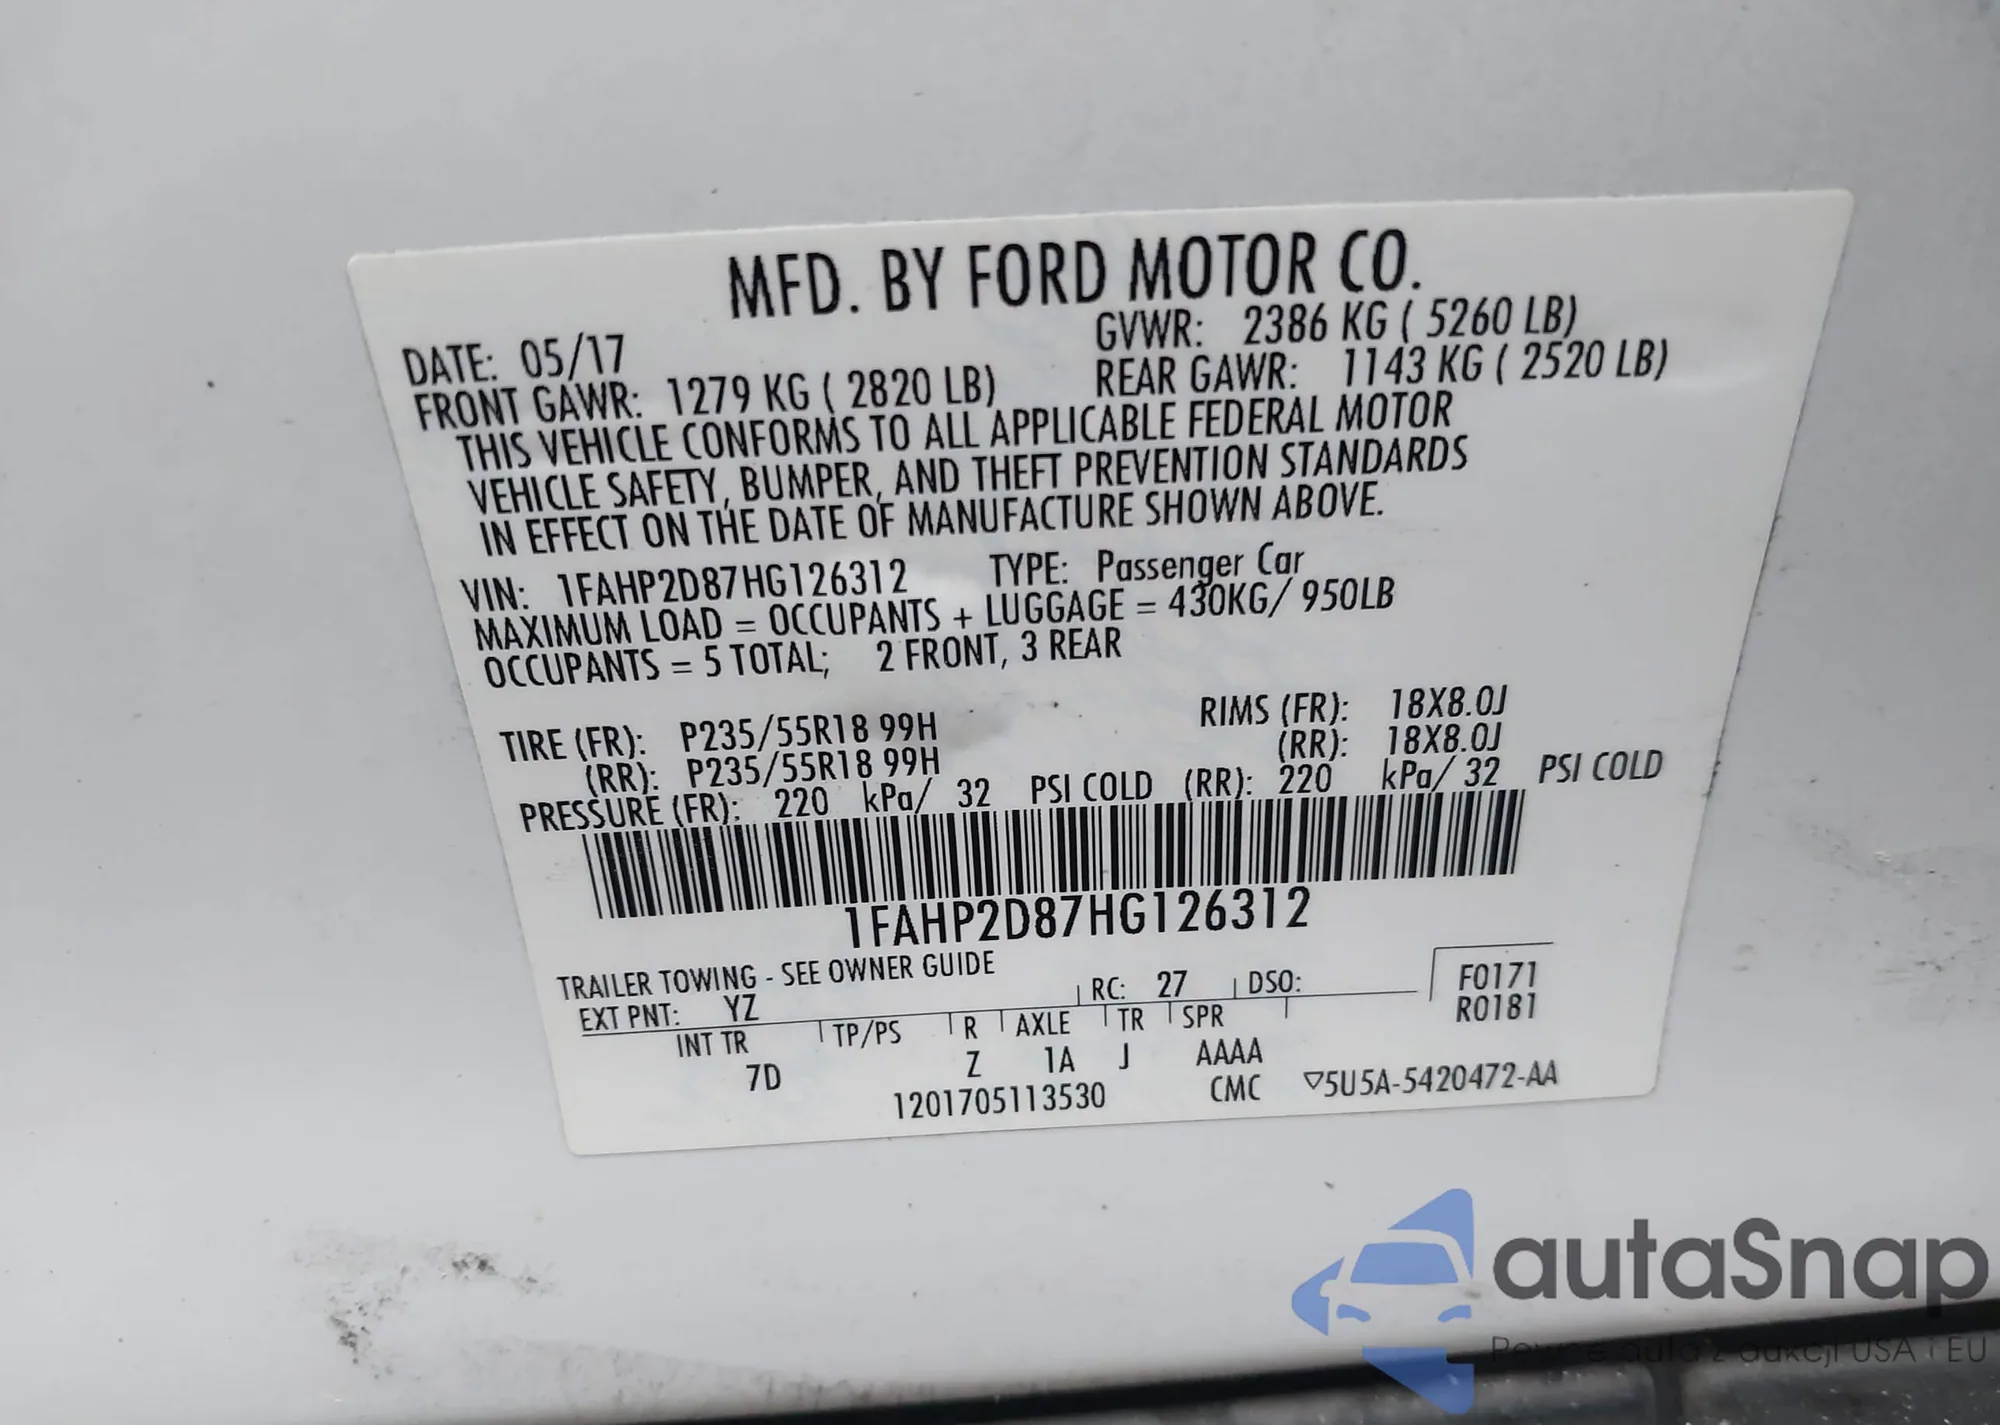 MFD. BY FORD MOTOR CO.
DATE: 05/17 GVWR: 2386 KG ( 5260 LB)
FRONT GAWR: 1279 KG ( 2820 LB) REAR GAWR: 1143 KG ( 2520 LB)
THIS VEHICLE CONFORMS TO ALL APPLICABLE FEDERAL MOTOR
VEHICLE SAFETY, BUMPER, AND THEFT PREVENTION STANDARDS
IN EFFECT ON THE DATE OF MANUFACTURE SHOWN ABOVE.
VIN: 1FAHP2D87HG126312 TYPE: Passenger Car
MAXIMUM LOAD = OCCUPANTS + LUGGAGE = 430KG/ 950LB
OCCUPANTS = 5 TOTAL; 2 FRONT, 3 REAR
TIRE (FR): P235/55R18 99H RIMS (FR): 18X8.0J
(RR): P235/55R18 99H (RR): 18X8.0J
PRESSURE (FR): 220 kPa/ 32 PSI COLD (RR): 220 kPa/ 32 PSI COLD
1FAHP2D87HG126312
TRAILER TOWING - SEE OWNER GUIDE
EXT PNT: YZ RC: 27 DSO: F0171
R0181
INT TR TP/PS R AXLE TR SPR
7D Z 1A J AAAA
1201705113530 CMC ▽5U5A-5420472-AA
autaSnap
Pewne auta z aukcji USA i EU